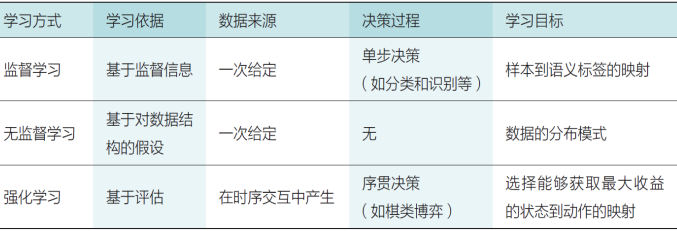 学习方式 学习依据 数据来源 决策过程 学习目标
监督学习 基于监督信息 一次给定 单步决策
（如分类和识别等） 样本到语义标签的映射
无监督学习 基于对数据结
构的假设 一次给定 无 数据的分布模式
强化学习 基于评估 在时序交互中产生 序贯决策
（如棋类博弈） 选择能够获取最大收益
的状态到动作的映射